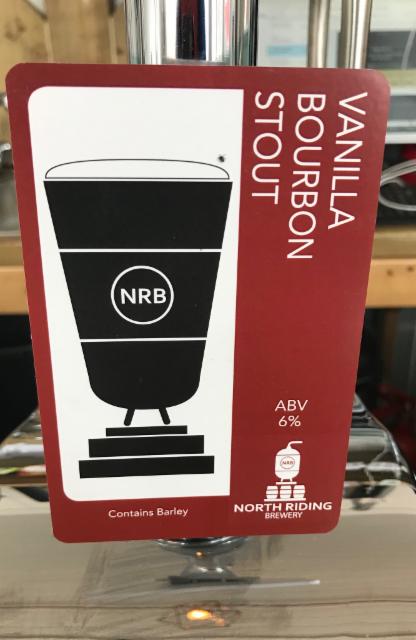 VANILLA
BOURBON
STOUT
NRB
ABV
6%
NRB
NORTH RIDING
BREWERY
Contains Barley